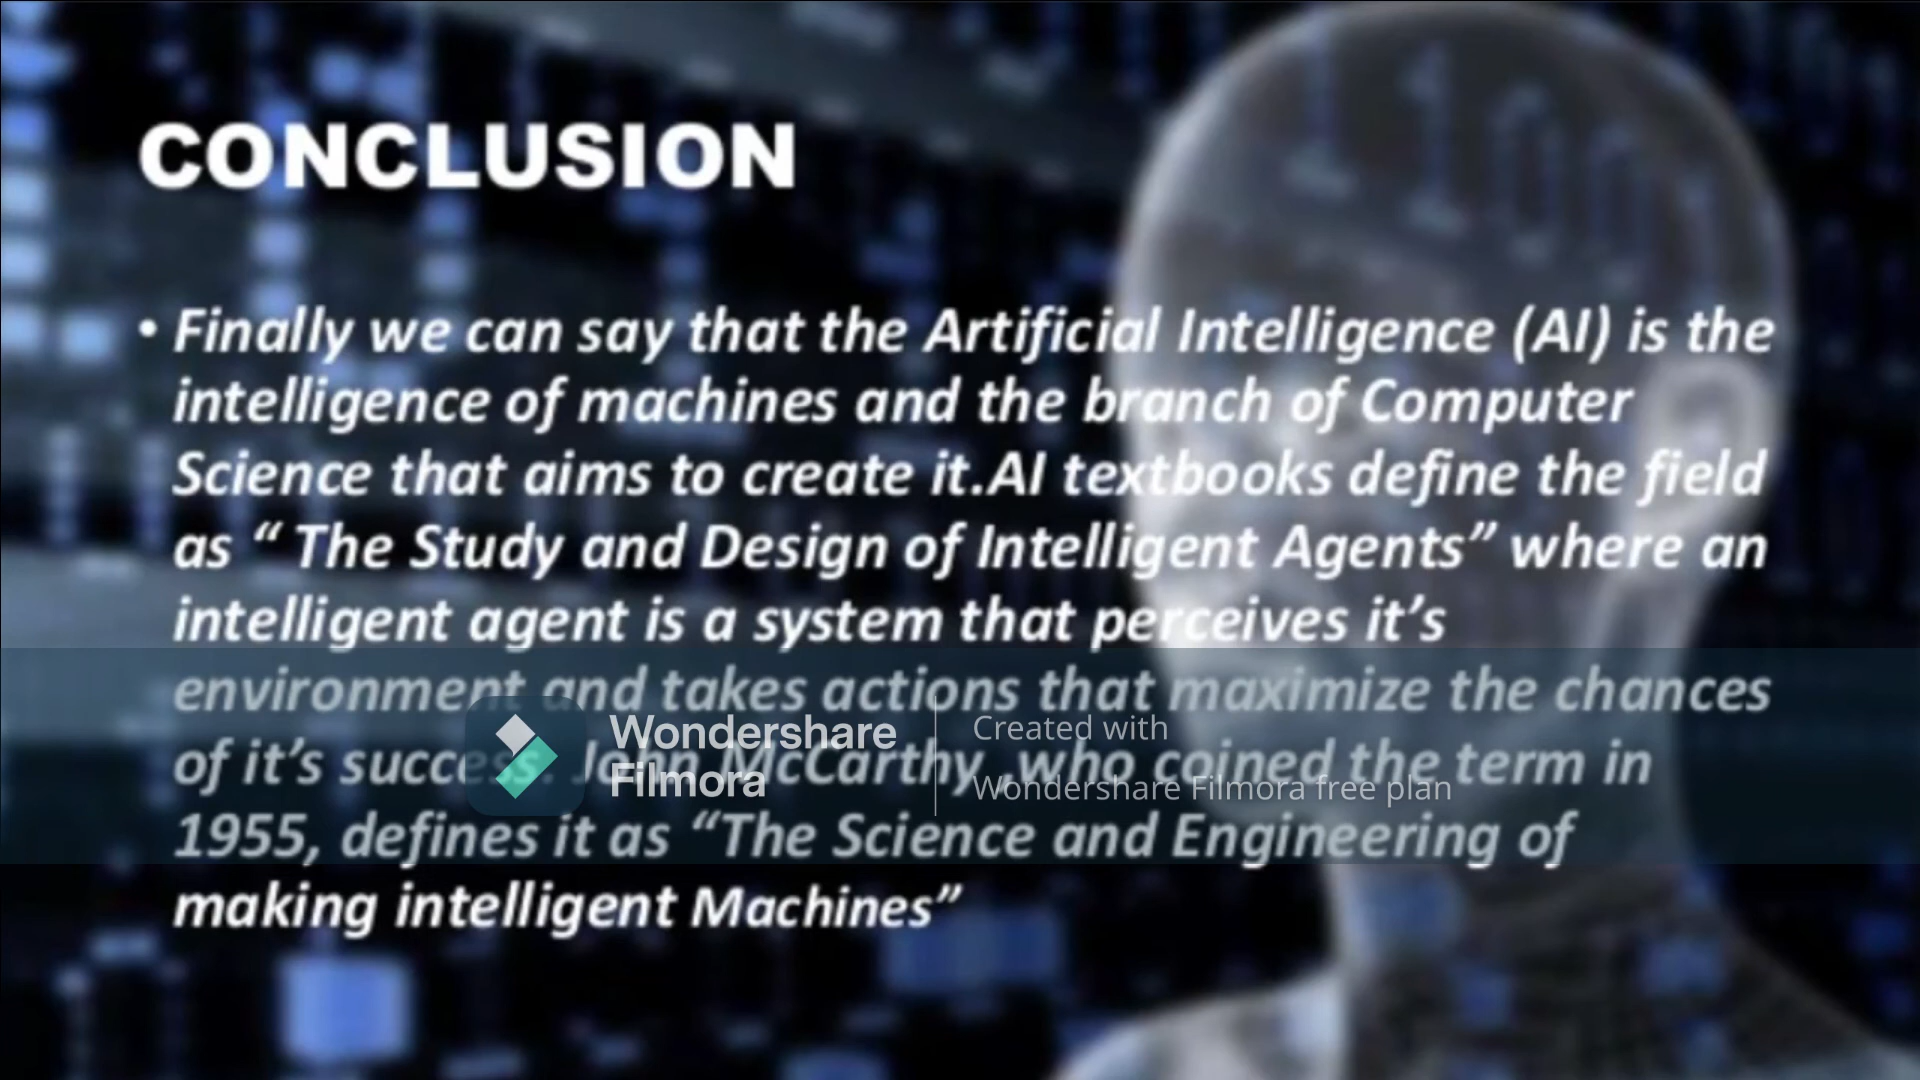 CONCLUSION
• Finally we can say that the Artificial Intelligence (AI) is the
intelligence of machines and the branch of Computer
Science that aims to create it.AI textbooks define the field
as “ The Study and Design of Intelligent Agents” where an
intelligent agent is a system that perceives it’s
environment and takes actions that maximize the chances
of it’s success. John McCarthy ,who coined the term in
1955, defines it as “The Science and Engineering of
making intelligent Machines”
Wondershare
Filmora
Created with
Wondershare Filmora free plan